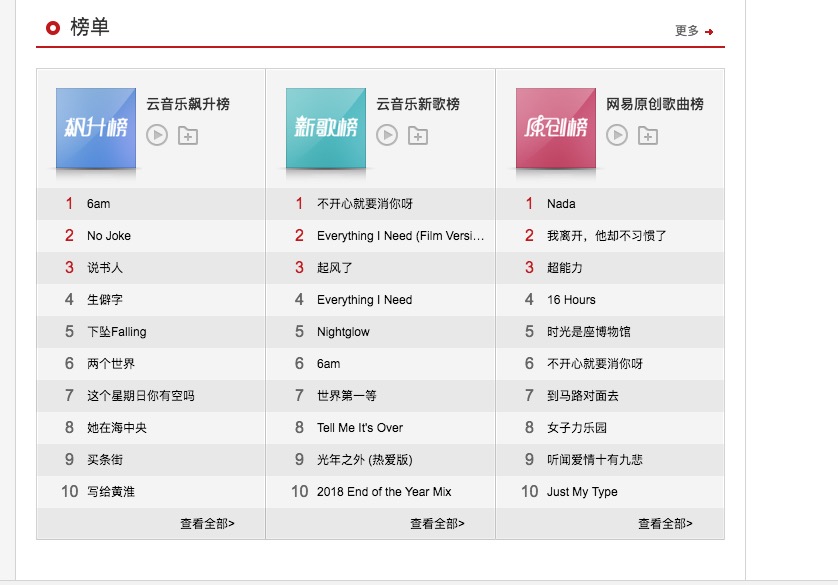 榜单
更多
飙升榜
云音乐飙升榜
1 6am
2 No Joke
3 说书人
4 生僻字
5 下坠Falling
6 两个世界
7 这个星期日你有空吗
8 她在海中央
9 买条街
10 写给黄淮
查看全部>
新歌榜
云音乐新歌榜
1 不开心就要消你呀
2 Everything I Need (Film Versi...
3 起风了
4 Everything I Need
5 Nightglow
6 6am
7 世界第一等
8 Tell Me It's Over
9 光年之外 (热爱版)
10 2018 End of the Year Mix
查看全部>
原创榜
网易原创歌曲榜
1 Nada
2 我离开，他却不习惯了
3 超能力
4 16 Hours
5 时光是座博物馆
6 不开心就要消你呀
7 到马路对面去
8 女子力乐园
9 听闻爱情十有九悲
10 Just My Type
查看全部>